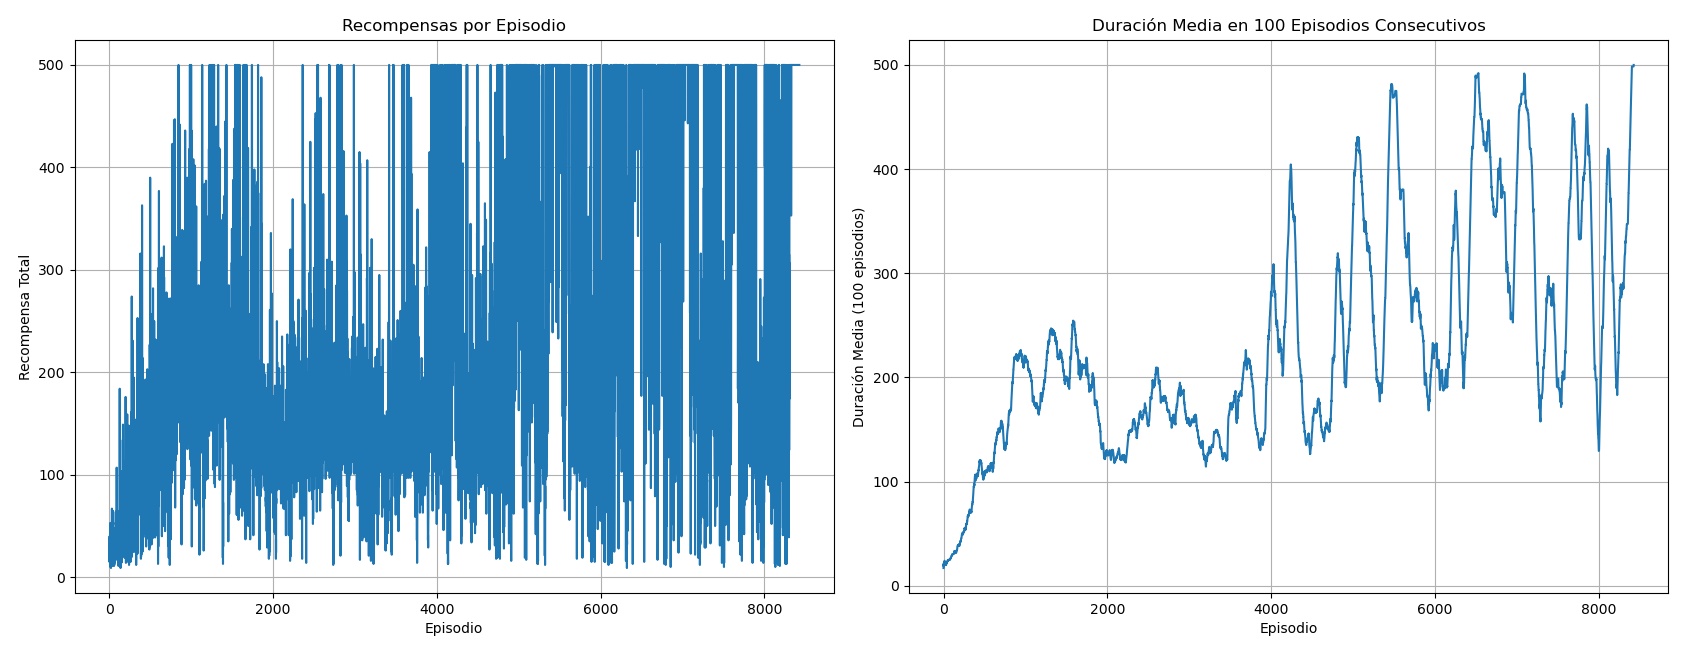 Recompensas por Episodio
Recompensa Total
500
400
300
200
100
0
0 2000 4000 6000 8000
Episodio
Duración Media en 100 Episodios Consecutivos
Duración Media (100 episodios)
500
400
300
200
100
0
0 2000 4000 6000 8000
Episodio